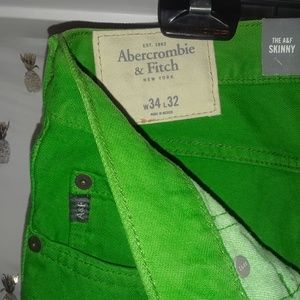 EST. 1892
Abercrombie
& Fitch
NEW YORK
W34 L32
MADE IN MEXICO
THE A&F
SKINNY
A&F